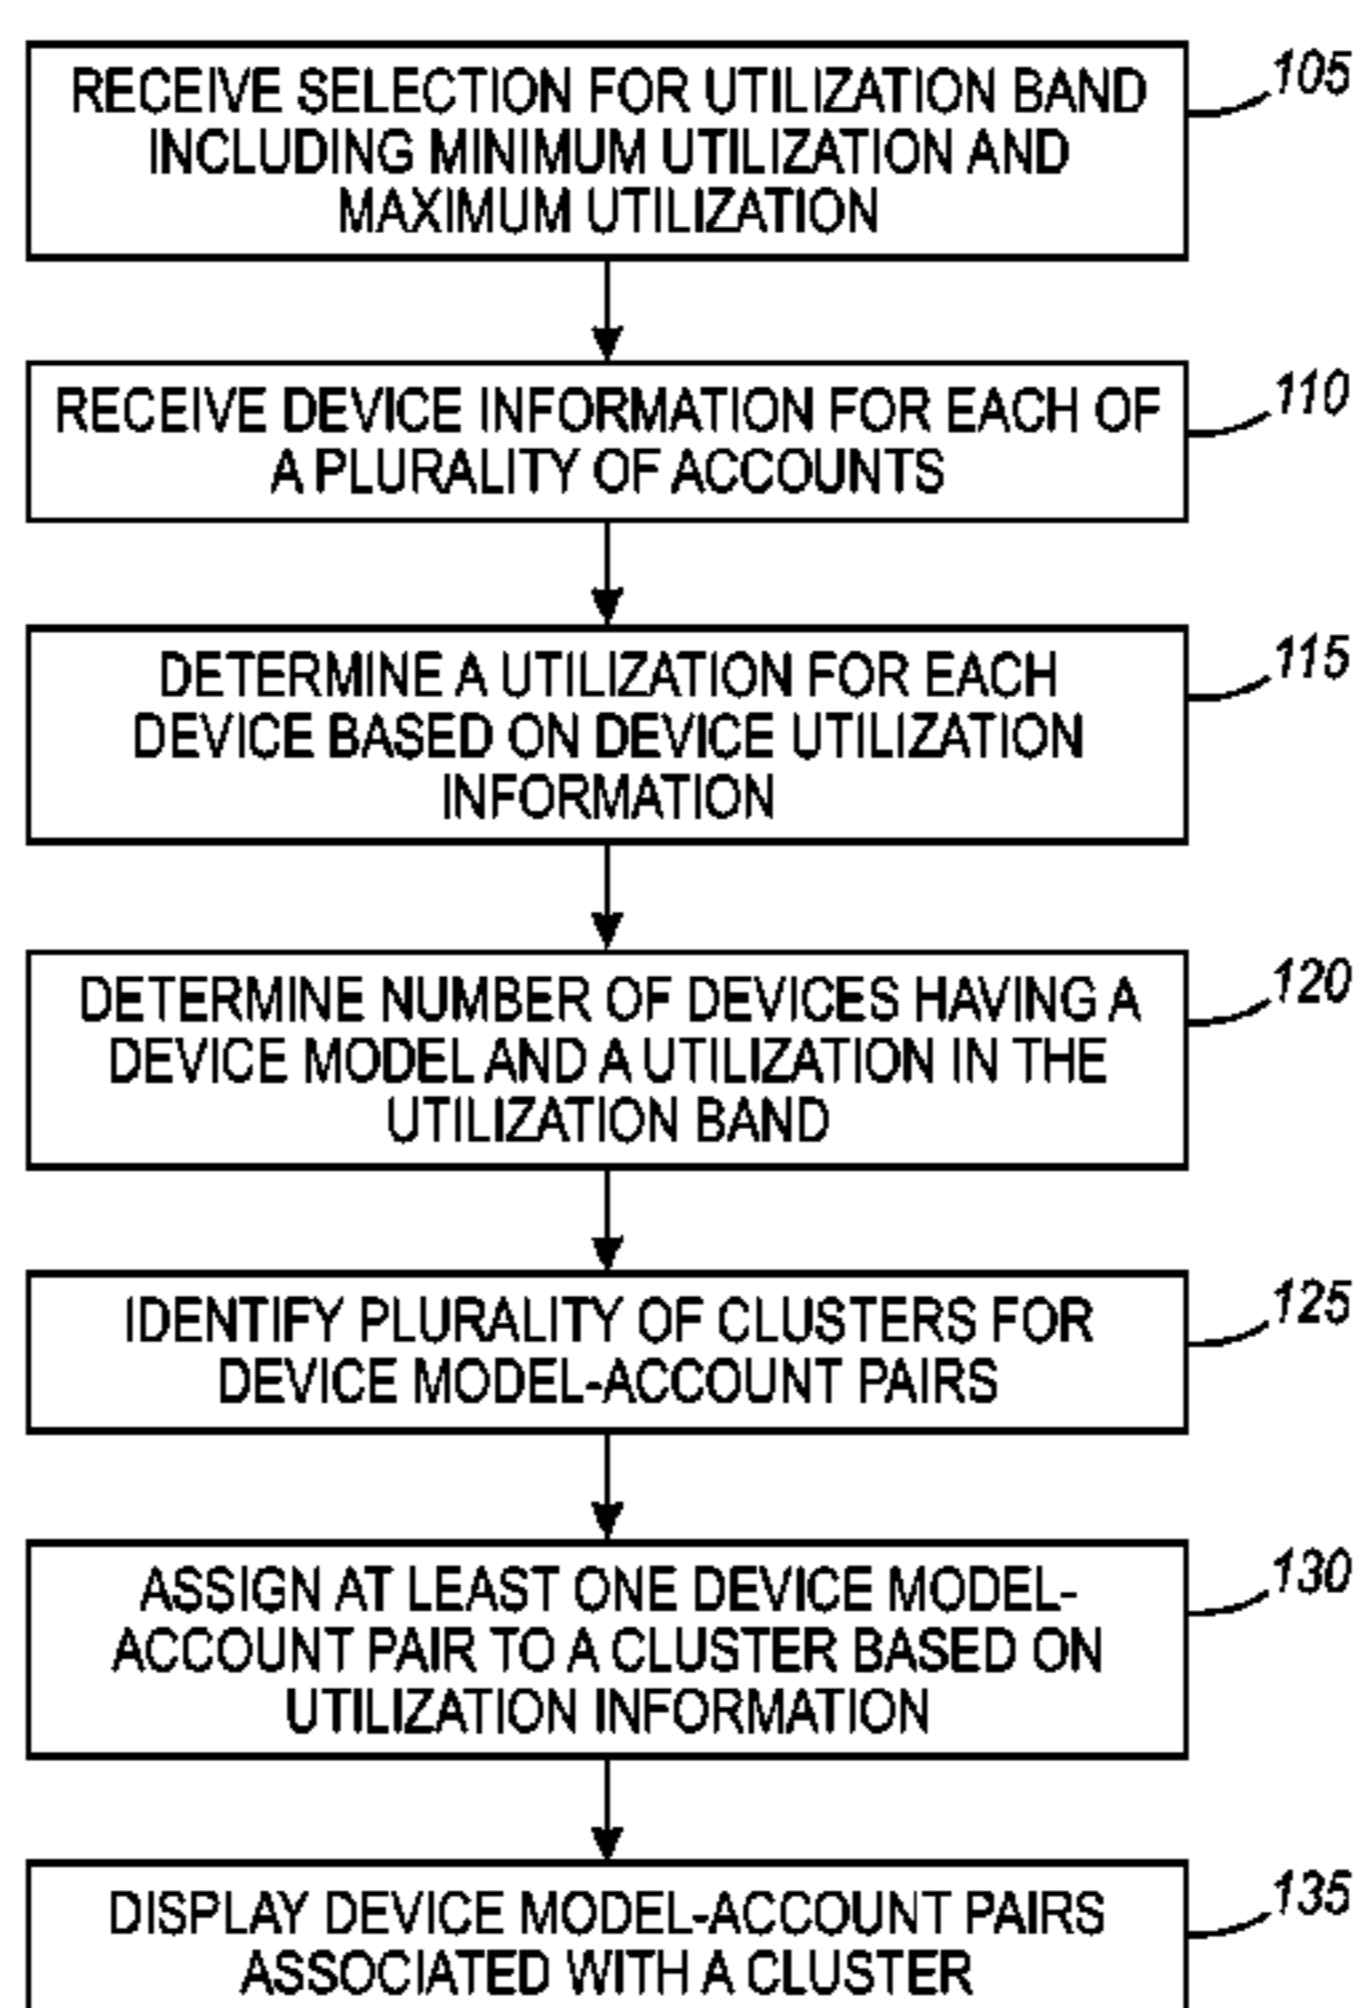 RECEIVE SELECTION FOR UTILIZATION BAND
INCLUDING MINIMUM UTILIZATION AND
MAXIMUM UTILIZATION
105
RECEIVE DEVICE INFORMATION FOR EACH OF
A PLURALITY OF ACCOUNTS
110
DETERMINE A UTILIZATION FOR EACH
DEVICE BASED ON DEVICE UTILIZATION
INFORMATION
115
DETERMINE NUMBER OF DEVICES HAVING A
DEVICE MODEL AND A UTILIZATION IN THE
UTILIZATION BAND
120
IDENTIFY PLURALITY OF CLUSTERS FOR
DEVICE MODEL-ACCOUNT PAIRS
125
ASSIGN AT LEAST ONE DEVICE MODEL-
ACCOUNT PAIR TO A CLUSTER BASED ON
UTILIZATION INFORMATION
130
DISPLAY DEVICE MODEL-ACCOUNT PAIRS
ASSOCIATED WITH A CLUSTER
135